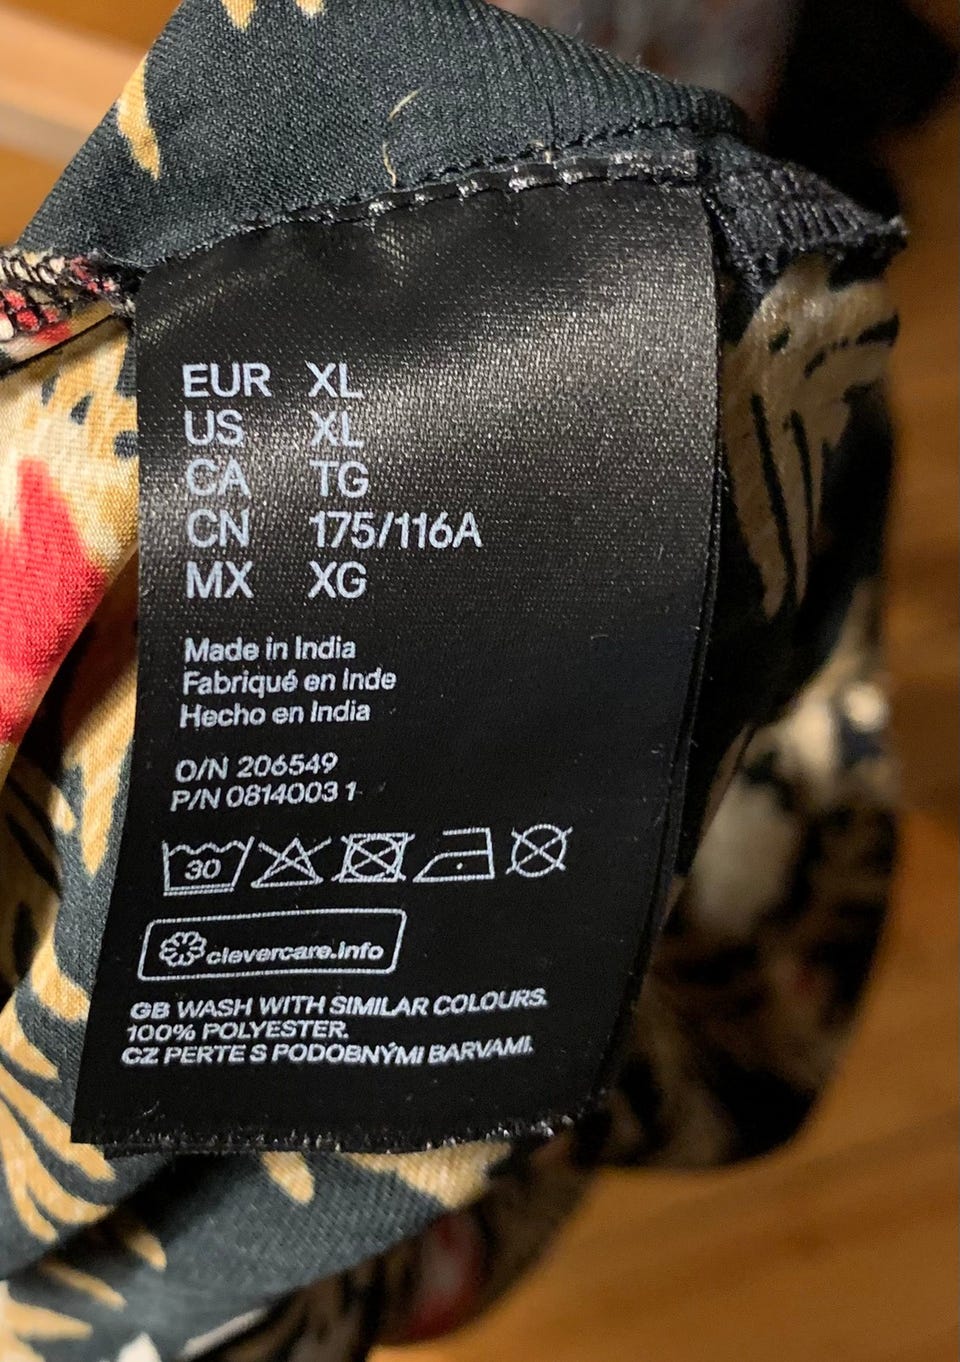 EUR XL
US XL
CA TG
CN 175/116A
MX XG
Made in India
Fabriqué en Inde
Hecho en India
O/N 206549
P/N 0814003 1
30
clevercare.info
GB WASH WITH SIMILAR COLOURS.
100% POLYESTER.
CZ PERTE S PODOBNÝMI BARVAMI.